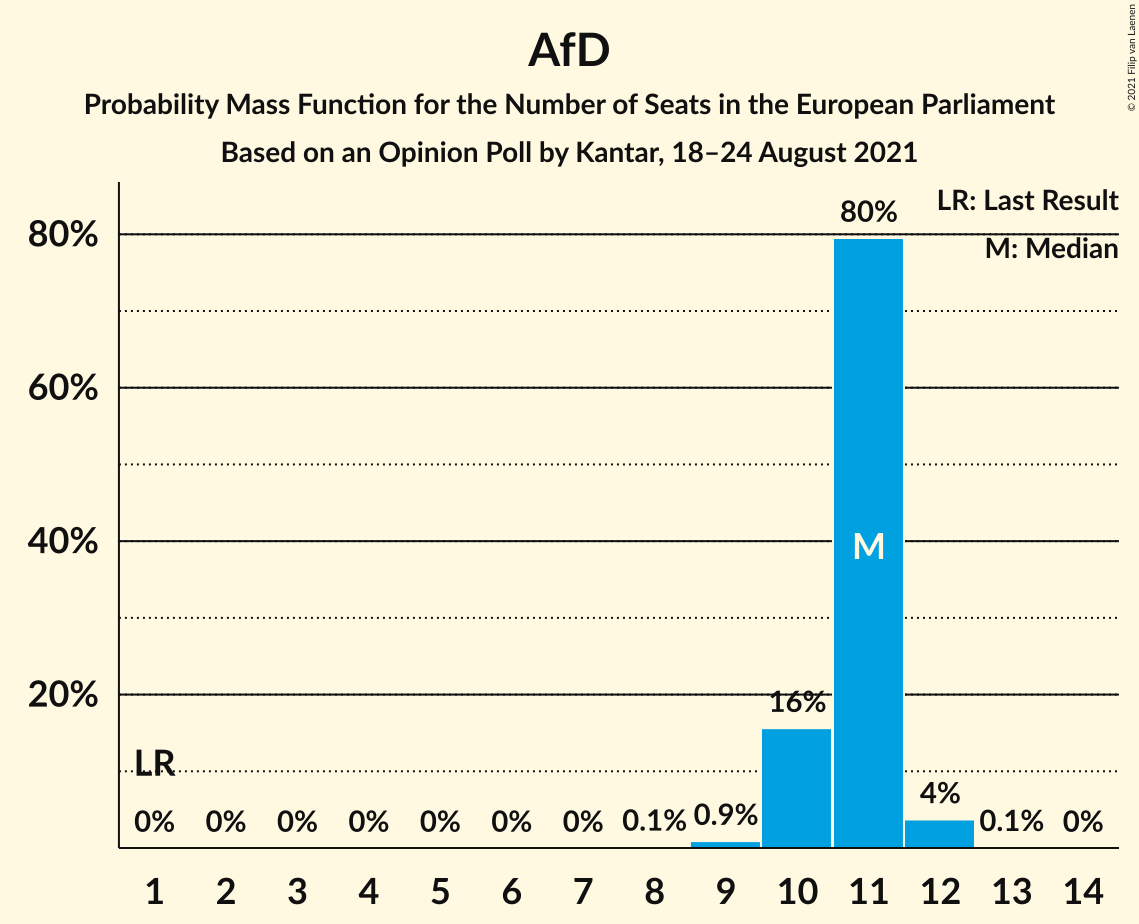 AfD
Probability Mass Function for the Number of Seats in the European Parliament
Based on an Opinion Poll by Kantar, 18–24 August 2021
© 2021 Filip van Laenen
LR: Last Result
M: Median
80%
60%
40%
20%
80%
M
16%
LR
0% 0% 0% 0% 0% 0% 0% 0.1% 0.9% 4% 0.1% 0%
1 2 3 4 5 6 7 8 9 10 11 12 13 14